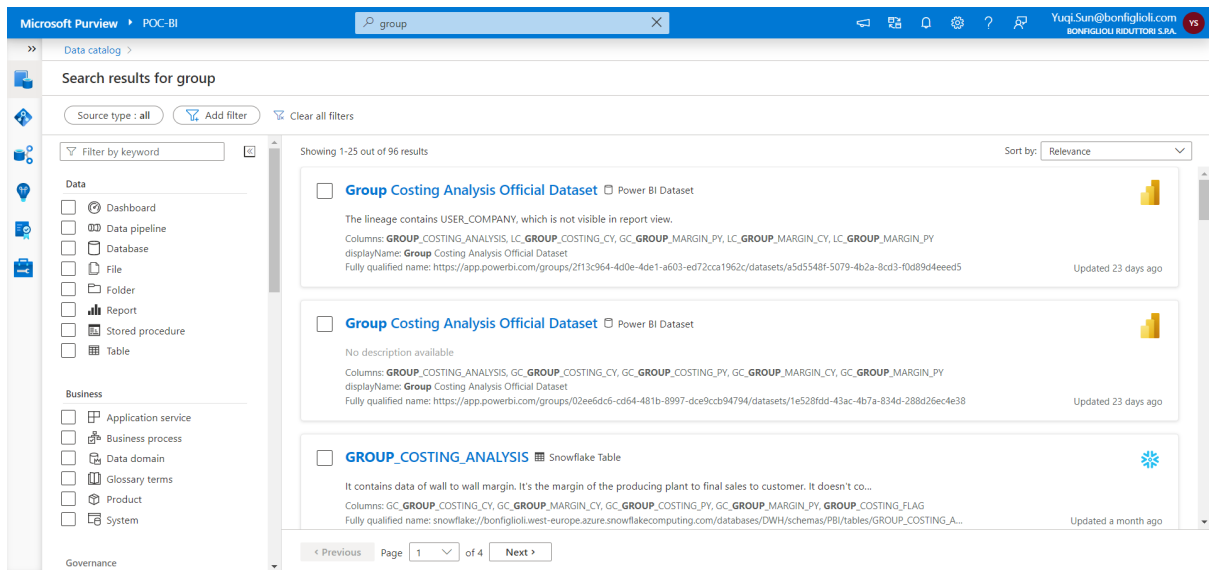 Microsoft Purview POC-BI
group
Yuqi.Sun@bonfiglioli.com
BONFIGLIOLI RIDUTTORI S.P.A.
YS
Data catalog
Search results for group
Source type : all
Add filter
Clear all filters
Filter by keyword
Data
Dashboard
Data pipeline
Database
File
Folder
Report
Stored procedure
Table
Business
Application service
Business process
Data domain
Glossary terms
Product
System
Governance
Showing 1-25 out of 96 results
Sort by: Relevance
Group Costing Analysis Official Dataset Power BI Dataset
The lineage contains USER_COMPANY, which is not visible in report view.
Columns: GROUP_COSTING_ANALYSIS, LC_GROUP_COSTING_CY, GC_GROUP_MARGIN_PY, LC_GROUP_MARGIN_CY, LC_GROUP_MARGIN_PY
displayName: Group Costing Analysis Official Dataset
Fully qualified name: https://app.powerbi.com/groups/2f13c964-4d0e-4de1-a603-ed72cca1962c/datasets/a5d5548f-5079-4b2a-8cd3-f0d89d4eeed5
Updated 23 days ago
Group Costing Analysis Official Dataset Power BI Dataset
No description available
Columns: GROUP_COSTING_ANALYSIS, GC_GROUP_COSTING_CY, GC_GROUP_COSTING_PY, GC_GROUP_MARGIN_CY, GC_GROUP_MARGIN_PY
displayName: Group Costing Analysis Official Dataset
Fully qualified name: https://app.powerbi.com/groups/02ee6dc6-cd64-481b-8997-dce9ccb94794/datasets/1e528fdd-43ac-4b7a-834d-288d26ec4e38
Updated 23 days ago
GROUP_COSTING_ANALYSIS Snowflake Table
It contains data of wall to wall margin. It's the margin of the producing plant to final sales to customer. It doesn't co...
Columns: GC_GROUP_COSTING_CY, GC_GROUP_MARGIN_CY, GC_GROUP_COSTING_PY, GC_GROUP_MARGIN_PY, GROUP_COSTING_FLAG
Fully qualified name: snowflake://bonfiglioli.west-europe.azure.snowflakecomputing.com/databases/DWH/schemas/PBI/tables/GROUP_COSTING_A...
Updated a month ago
< Previous Page 1 of 4 Next >